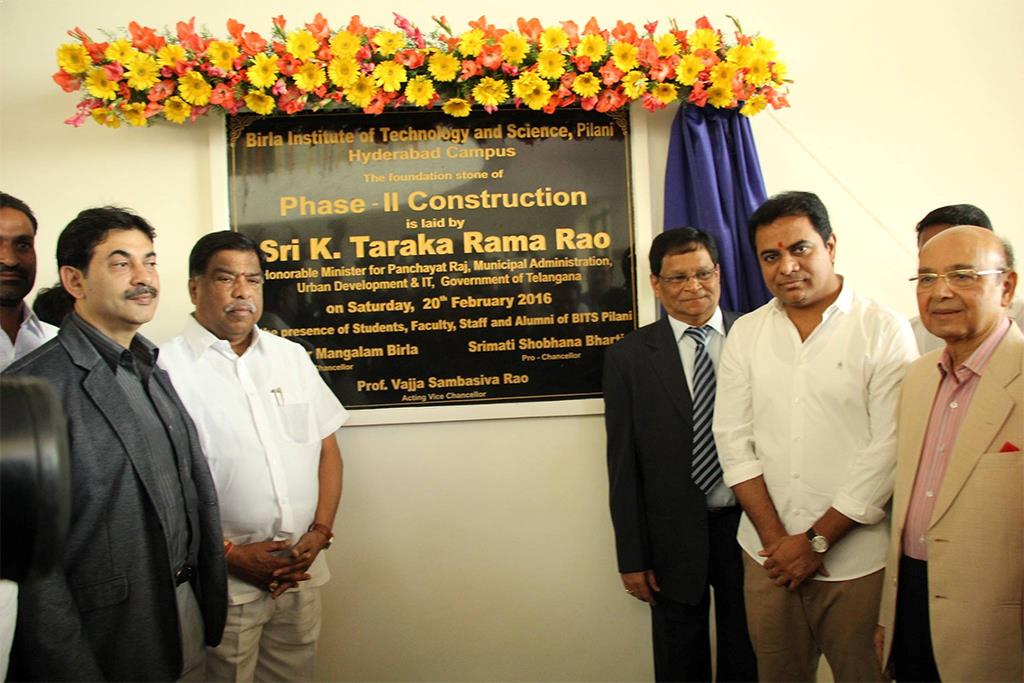 Birla Institute of Technology and Science, Pilani
Hyderabad Campus
The foundation stone of
Phase - II Construction
is laid by
Sri K. Taraka Rama Rao
Honorable Minister for Panchayat Raj, Municipal Administration,
Urban Development & IT, Government of Telangana
on Saturday, 20th February 2016
presence of Students, Faculty, Staff and Alumni of BITS Pilani
Mangalam Birla Srimati Shobhana
Pro - Chancellor
Prof. Vajja Sambasiva Rao
Acting Vice Chancellor